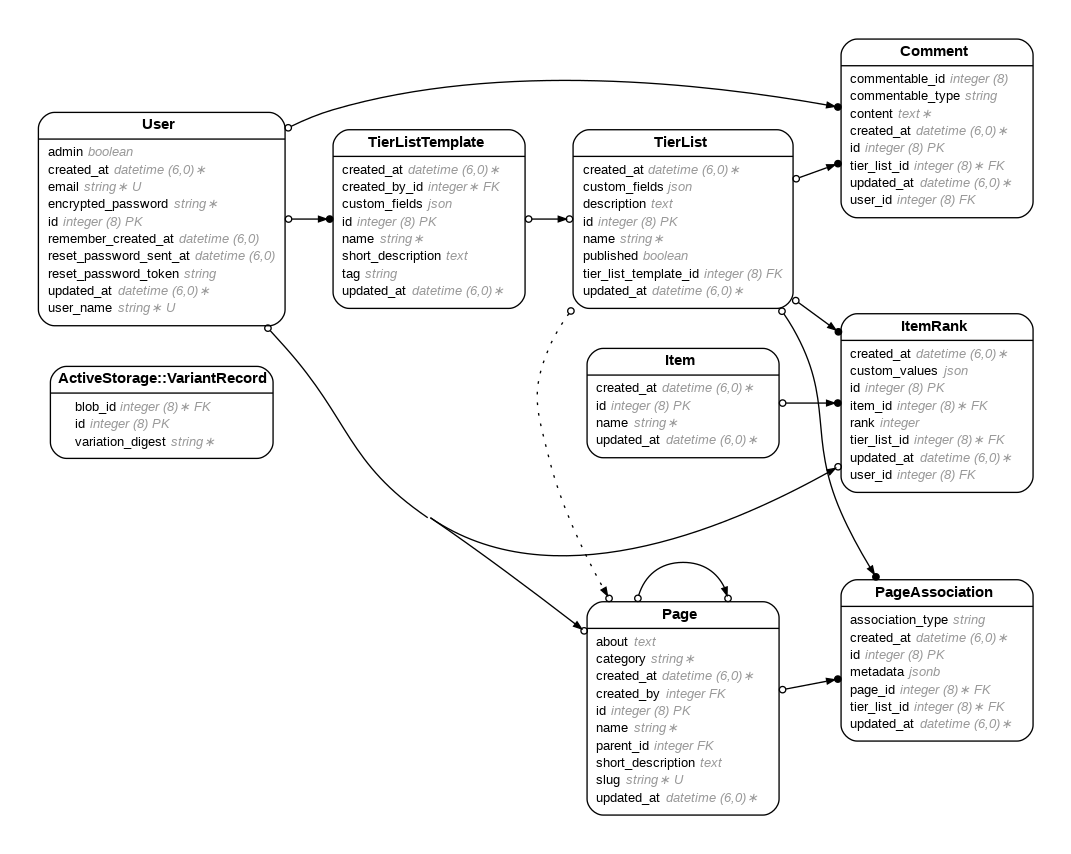 User
admin boolean
created_at datetime (6,0)∗
email string∗ U
encrypted_password string∗
id integer (8) PK
remember_created_at datetime (6,0)
reset_password_sent_at datetime (6,0)
reset_password_token string
updated_at datetime (6,0)∗
user_name string∗ U
ActiveStorage::VariantRecord
blob_id integer (8)∗ FK
id integer (8) PK
variation_digest string∗
TierListTemplate
created_at datetime (6,0)∗
created_by_id integer∗ FK
custom_fields json
id integer (8) PK
name string∗
short_description text
tag string
updated_at datetime (6,0)∗
TierList
created_at datetime (6,0)∗
custom_fields json
description text
id integer (8) PK
name string∗
published boolean
tier_list_template_id integer (8) FK
updated_at datetime (6,0)∗
Item
created_at datetime (6,0)∗
id integer (8) PK
name string∗
updated_at datetime (6,0)∗
Page
about text
category string∗
created_at datetime (6,0)∗
created_by integer FK
id integer (8) PK
name string∗
parent_id integer FK
short_description text
slug string∗ U
updated_at datetime (6,0)∗
Comment
commentable_id integer (8)
commentable_type string
content text∗
created_at datetime (6,0)∗
id integer (8) PK
tier_list_id integer (8)∗ FK
updated_at datetime (6,0)∗
user_id integer (8) FK
ItemRank
created_at datetime (6,0)∗
custom_values json
id integer (8) PK
item_id integer (8)∗ FK
rank integer
tier_list_id integer (8)∗ FK
updated_at datetime (6,0)∗
user_id integer (8) FK
PageAssociation
association_type string
created_at datetime (6,0)∗
id integer (8) PK
metadata jsonb
page_id integer (8)∗ FK
tier_list_id integer (8)∗ FK
updated_at datetime (6,0)∗